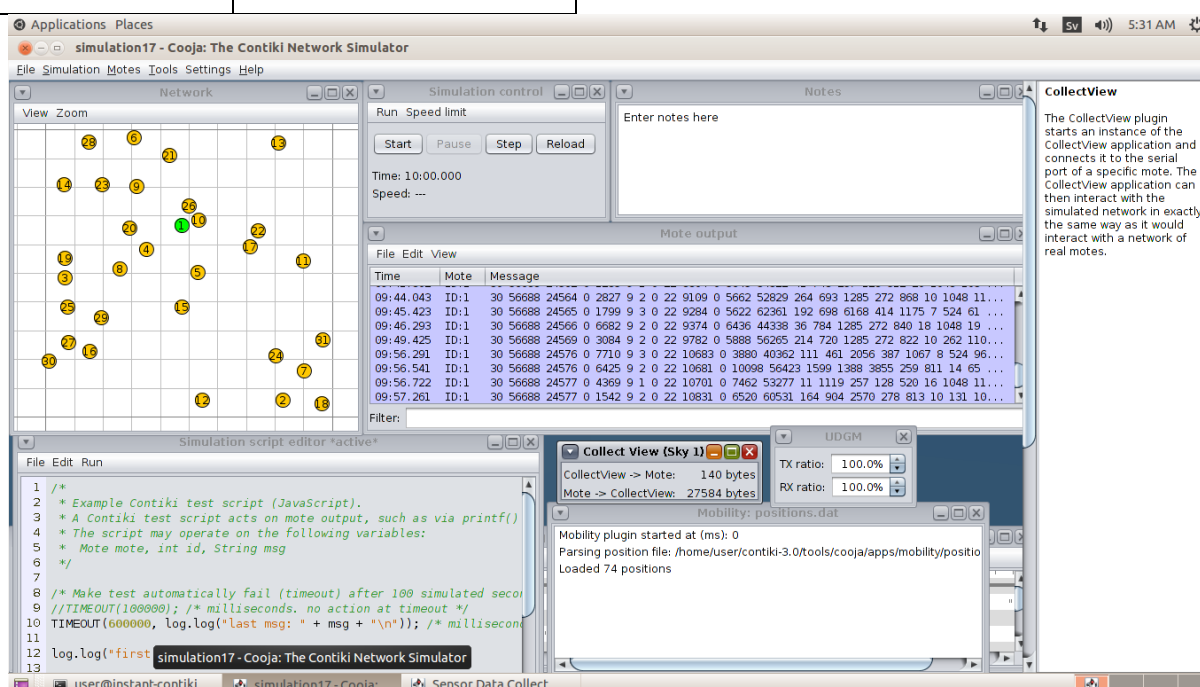 Applications Places
Sv 5:31 AM
simulation17 - Cooja: The Contiki Network Simulator
File Simulation Motes Tools Settings Help
Network
View Zoom
28
6
13
21
14
23
9
26
10
1
20
22
17
4
19
11
8
5
3
25
15
29
31
27
16
24
30
7
12
2
18
Simulation control
Run Speed limit
Start Pause Step Reload
Time: 10:00.000
Speed: ---
Notes
Enter notes here
CollectView
The CollectView plugin
starts an instance of the
CollectView application and
connects it to the serial
port of a specific mote. The
CollectView application can
then interact with the
simulated network in exactly
the same way as it would
interact with a network of
real motes.
Mote output
File Edit View
Time Mote Message
09:44.043 ID:1 30 56688 24564 0 2827 9 2 0 22 9109 0 5662 52829 264 693 1285 272 868 10 1048 11...
09:45.423 ID:1 30 56688 24565 0 1799 9 3 0 22 9284 0 5622 62361 192 698 6168 414 1175 7 524 61 ...
09:46.293 ID:1 30 56688 24566 0 6682 9 2 0 22 9374 0 6436 44338 36 784 1285 272 840 18 1048 19 ...
09:49.425 ID:1 30 56688 24569 0 3084 9 2 0 22 9782 0 5888 56265 214 720 1285 272 822 10 262 110...
09:56.291 ID:1 30 56688 24576 0 7710 9 3 0 22 10683 0 3880 40362 111 461 2056 387 1067 8 524 96...
09:56.541 ID:1 30 56688 24576 0 6425 9 2 0 22 10681 0 10098 56423 1599 1388 3855 259 811 14 65 ...
09:56.722 ID:1 30 56688 24577 0 4369 9 1 0 22 10701 0 7462 53277 11 1119 257 128 520 16 1048 11...
09:57.261 ID:1 30 56688 24577 0 1542 9 2 0 22 10831 0 6520 60531 164 904 2570 278 813 10 131 10...
Filter:
Simulation script editor *active*
File Edit Run
1 /*
2 * Example Contiki test script (JavaScript).
3 * A Contiki test script acts on mote output, such as via printf()
4 * The script may operate on the following variables:
5 * Mote mote, int id, String msg
6 */
7
8 /* Make test automatically fail (timeout) after 100 simulated secon
9 //TIMEOUT(100000); /* milliseconds. no action at timeout */
10 TIMEOUT(600000, log.log("last msg: " + msg + "\n")); /* millisecon
11
12 log.log("first
13
simulation17 - Cooja: The Contiki Network Simulator
Collect View (Sky 1)
CollectView -> Mote: 140 bytes
Mote -> CollectView: 27584 bytes
UDGM
TX ratio: 100.0%
RX ratio: 100.0%
Mobility: positions.dat
Mobility plugin started at (ms): 0
Parsing position file: /home/user/contiki-3.0/tools/cooja/apps/mobility/positio
Loaded 74 positions
user@instant-contiki simulation17 - Cooja: Sensor Data Collect